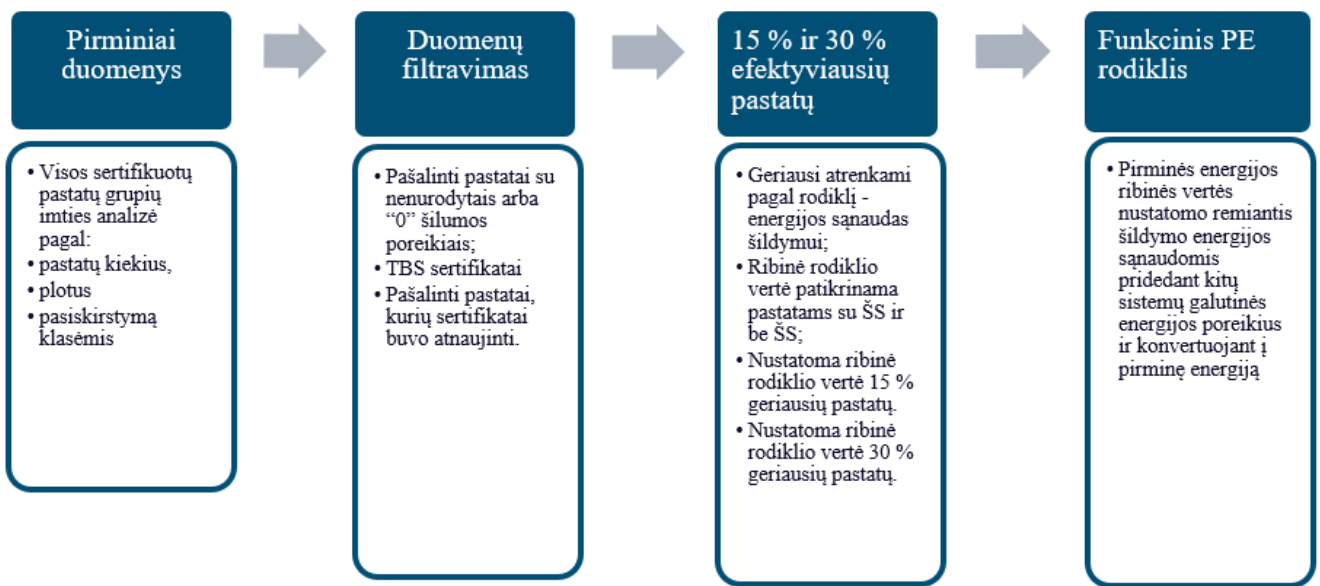 Pirminiai
duomenys
• Visos sertifikuotų
pastatų grupių
imties analizė
pagal:
• pastatų kiekius,
• plotus
• pasiskirstymą
klasėmis
Duomenų
filtravimas
• Pašalinti pastatai su
nenurodytais arba
“0” šilumos
poreikiais;
• TBS sertifikatai
• Pašalinti pastatai,
kurių sertifikatai
buvo atnaujinti.
15 % ir 30 %
efektyviausių
pastatų
• Geriausi atrenkami
pagal rodiklį -
energijos sąnaudas
šildymui;
• Ribinė rodiklio
vertė patikrinama
pastatams su ŠS ir
be ŠS;
• Nustatoma ribinė
rodiklio vertė 15 %
geriausių pastatų.
• Nustatoma ribinė
rodiklio vertė 30 %
geriausių pastatų.
Funkcinis PE
rodiklis
• Pirminės energijos
ribinės vertės
nustatomo remiantis
šildymo energijos
sąnaudomis
pridedant kitų
sistemų galutinės
energijos poreikius
ir konvertuojant į
pirminę energiją